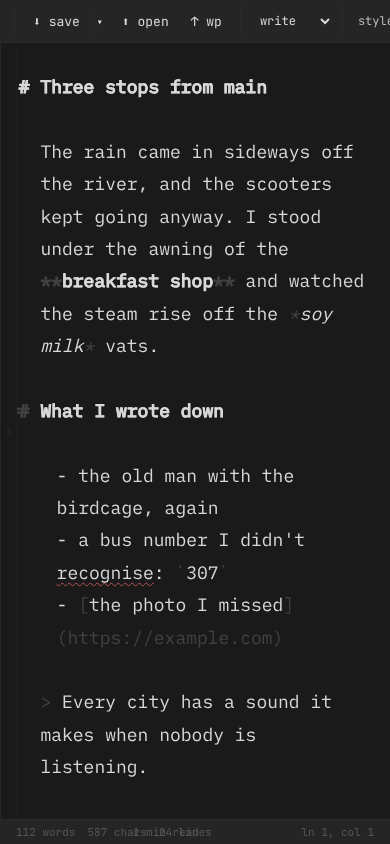 ↓ save ▾ ↑ open ↑ wp write style
# Three stops from main
The rain came in sideways off
the river, and the scooters
kept going anyway. I stood
under the awning of the
**breakfast shop** and watched
the steam rise off the *soy
milk* vats.
# What I wrote down
- the old man with the
birdcage, again
- a bus number I didn't
recognise: `307`
- [the photo I missed]
(https://example.com)
> Every city has a sound it
makes when nobody is
listening.
112 words 587 chars ln 1, col 1